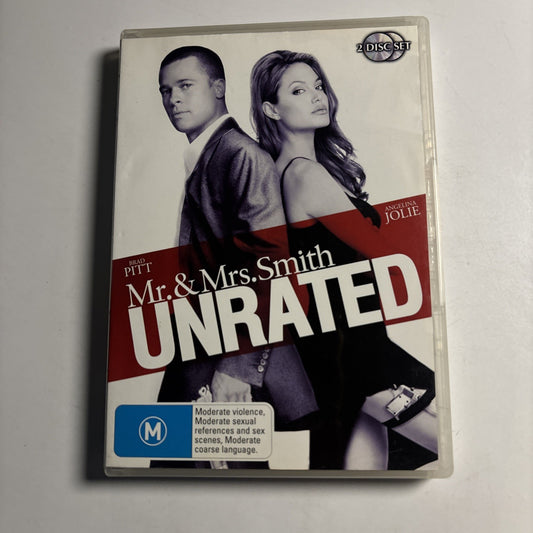 2 DISC SET
BRAD
PITT
ANGELINA
JOLIE
Mr. & Mrs. Smith
UNRATED
M
Moderate violence,
Moderate sexual
references and sex
scenes, Moderate
coarse language.